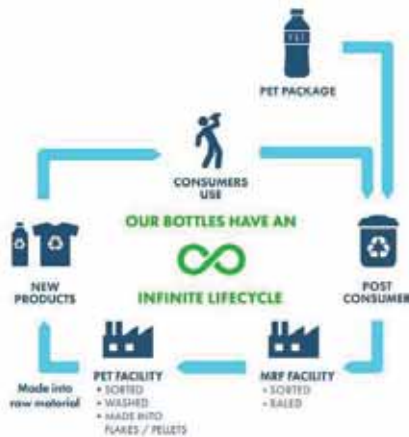 PET
PET PACKAGE
CONSUMERS
USE
OUR BOTTLES HAVE AN
INFINITE LIFECYCLE
NEW
PRODUCTS
POST
CONSUMER
Made into
raw material
PET FACILITY
• SORTED
• WASHED
• MADE INTO
FLAKES / PELLETS
MRF FACILITY
• SORTED
• BALED